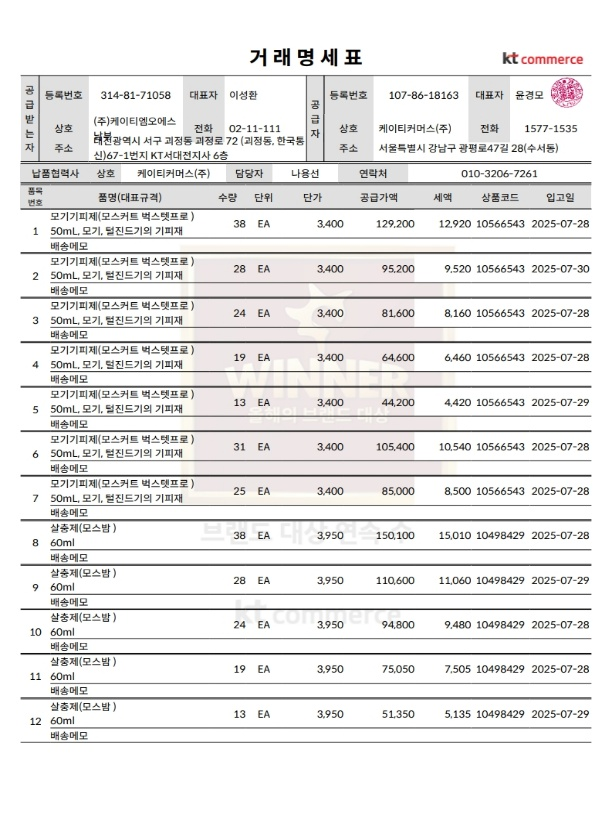 거래명세표
kt commerce
공급받는자 등록번호 314-81-71058 대표자 이성환 공급자 등록번호 107-86-18163 대표자 윤경모
상호 (주)케이티엠오에스남부 전화 02-11-111 상호 케이티커머스(주) 전화 1577-1535
주소 대전광역시 서구 괴정동 괴정로 72 (괴정동, 한국통신)67-1번지 KT서대전지사 6층 주소 서울특별시 강남구 광평로47길 28(수서동)
납품협력사 상호 케이티커머스(주) 담당자 나용선 연락처 010-3206-7261
품목번호 품명(대표규격) 수량 단위 단가 공급가액 세액 상품코드 입고일
1 모기기피제(모스커트 벅스텟프로 ) 38 EA 3,400 129,200 12,920 10566543 2025-07-28
50mL, 모기, 털진드기의 기피재
배송메모
2 모기기피제(모스커트 벅스텟프로 ) 28 EA 3,400 95,200 9,520 10566543 2025-07-30
50mL, 모기, 털진드기의 기피재
배송메모
3 모기기피제(모스커트 벅스텟프로 ) 24 EA 3,400 81,600 8,160 10566543 2025-07-28
50mL, 모기, 털진드기의 기피재
배송메모
4 모기기피제(모스커트 벅스텟프로 ) 19 EA 3,400 64,600 6,460 10566543 2025-07-28
50mL, 모기, 털진드기의 기피재
배송메모
5 모기기피제(모스커트 벅스텟프로 ) 13 EA 3,400 44,200 4,420 10566543 2025-07-29
50mL, 모기, 털진드기의 기피재
배송메모
6 모기기피제(모스커트 벅스텟프로 ) 31 EA 3,400 105,400 10,540 10566543 2025-07-28
50mL, 모기, 털진드기의 기피재
배송메모
7 모기기피제(모스커트 벅스텟프로 ) 25 EA 3,400 85,000 8,500 10566543 2025-07-28
50mL, 모기, 털진드기의 기피재
배송메모
8 살충제(모스밤 ) 38 EA 3,950 150,100 15,010 10498429 2025-07-28
60ml
배송메모
9 살충제(모스밤 ) 28 EA 3,950 110,600 11,060 10498429 2025-07-29
60ml
배송메모
10 살충제(모스밤 ) 24 EA 3,950 94,800 9,480 10498429 2025-07-28
60ml
배송메모
11 살충제(모스밤 ) 19 EA 3,950 75,050 7,505 10498429 2025-07-28
60ml
배송메모
12 살충제(모스밤 ) 13 EA 3,950 51,350 5,135 10498429 2025-07-29
60ml
배송메모
WINNER
올해의 브랜드 대상
브랜드 대상 연속 수
kt commerce